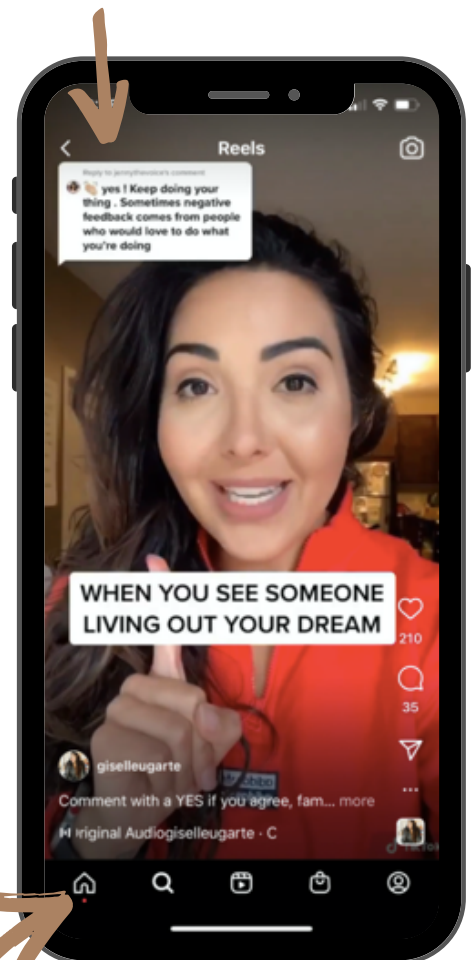 Reels
Reply to jennythevoice's comment
👏🏼 yes ! Keep doing your
thing . Sometimes negative
feedback comes from people
who would love to do what
you're doing
WHEN YOU SEE SOMEONE
LIVING OUT YOUR DREAM
210
35
giselleugarte
Comment with a YES if you agree, fam... more
riginal Audiogiselleugarte · C
TikTok